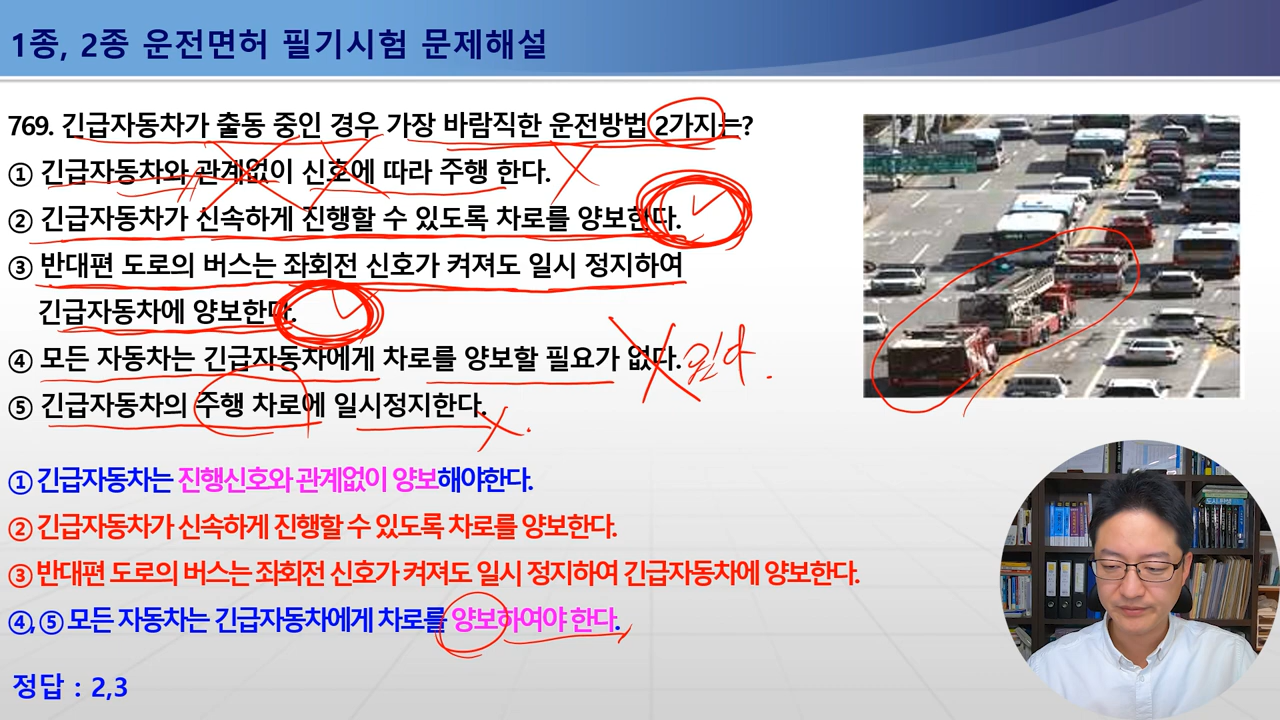 1종, 2종 운전면허 필기시험 문제해설
769. 긴급자동차가 출동 중인 경우 가장 바람직한 운전방법 2가지는?
① 긴급자동차와 관계없이 신호에 따라 주행 한다.
② 긴급자동차가 신속하게 진행할 수 있도록 차로를 양보한다.
③ 반대편 도로의 버스는 좌회전 신호가 켜져도 일시 정지하여
긴급자동차에 양보한다.
④ 모든 자동차는 긴급자동차에게 차로를 양보할 필요가 없다.
있다.
⑤ 긴급자동차의 주행 차로에 일시정지한다.
① 긴급자동차는 진행신호와 관계없이 양보해야한다.
② 긴급자동차가 신속하게 진행할 수 있도록 차로를 양보한다.
③ 반대편 도로의 버스는 좌회전 신호가 켜져도 일시 정지하여 긴급자동차에 양보한다.
④, ⑤ 모든 자동차는 긴급자동차에게 차로를 양보하여야 한다.
정답 : 2,3